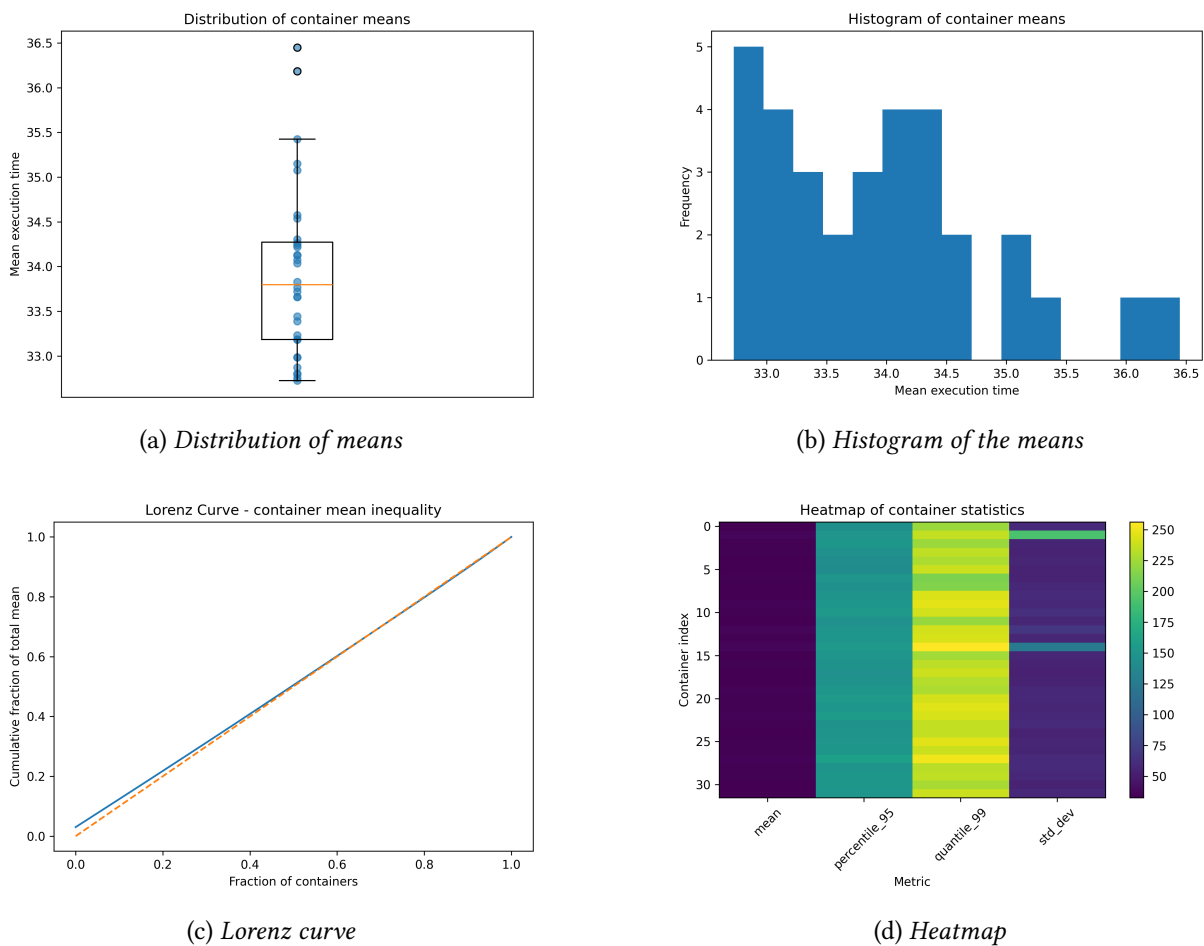 Distribution of container means
36.5
36.0
35.5
35.0
34.5
34.0
33.5
33.0
Mean execution time
(a) Distribution of means
Histogram of container means
5
4
3
2
1
0
Frequency
33.0 33.5 34.0 34.5 35.0 35.5 36.0 36.5
Mean execution time
(b) Histogram of the means
Lorenz Curve - container mean inequality
1.0
0.8
0.6
0.4
0.2
0.0
Cumulative fraction of total mean
0.0 0.2 0.4 0.6 0.8 1.0
Fraction of containers
(c) Lorenz curve
Heatmap of container statistics
0
5
10
15
20
25
30
Container index
mean percentile_95 quantile_99 std_dev
Metric
250
225
200
175
150
125
100
75
50
(d) Heatmap